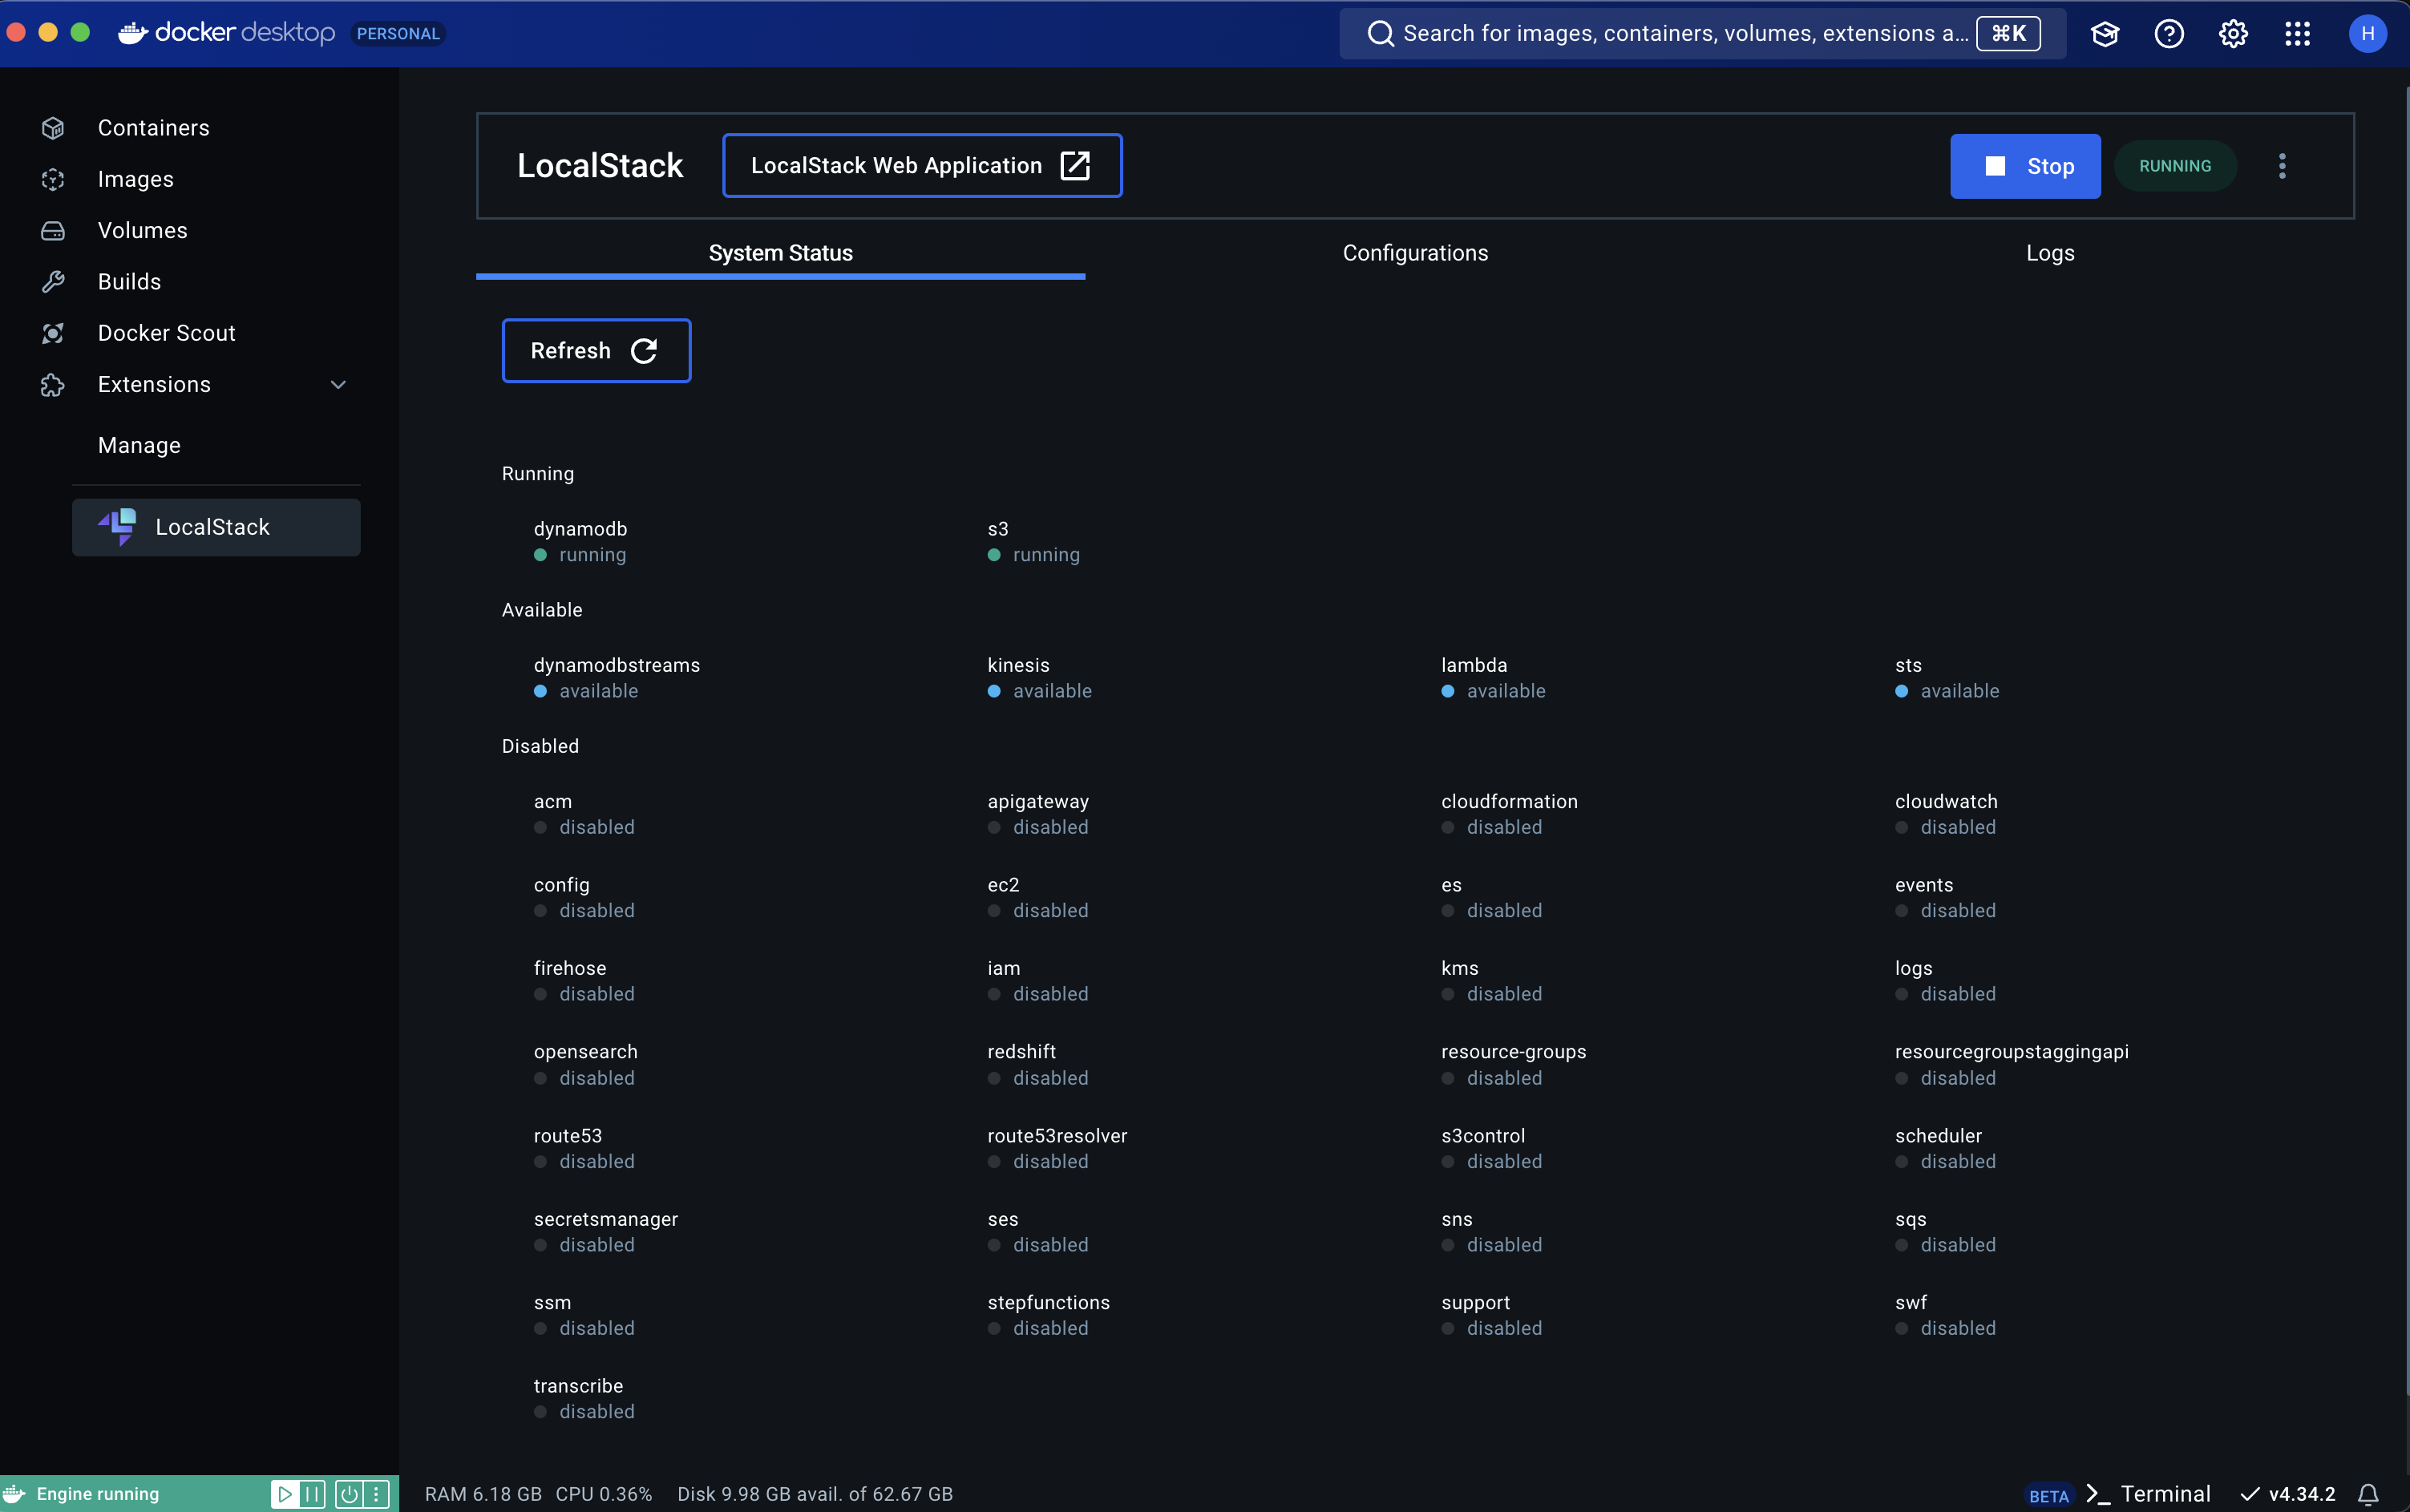 docker desktop PERSONAL
Search for images, containers, volumes, extensions a... ⌘K
H
Containers
Images
Volumes
Builds
Docker Scout
Extensions
Manage
LocalStack
LocalStack LocalStack Web Application Stop RUNNING
System Status Configurations Logs
Refresh
Running
dynamodb s3
running running
Available
dynamodbstreams kinesis lambda sts
available available available available
Disabled
acm apigateway cloudformation cloudwatch
disabled disabled disabled disabled
config ec2 es events
disabled disabled disabled disabled
firehose iam kms logs
disabled disabled disabled disabled
opensearch redshift resource-groups resourcegroupstaggingapi
disabled disabled disabled disabled
route53 route53resolver s3control scheduler
disabled disabled disabled disabled
secretsmanager ses sns sqs
disabled disabled disabled disabled
ssm stepfunctions support swf
disabled disabled disabled disabled
transcribe
disabled
Engine running RAM 6.18 GB CPU 0.36% Disk 9.98 GB avail. of 62.67 GB BETA Terminal v4.34.2